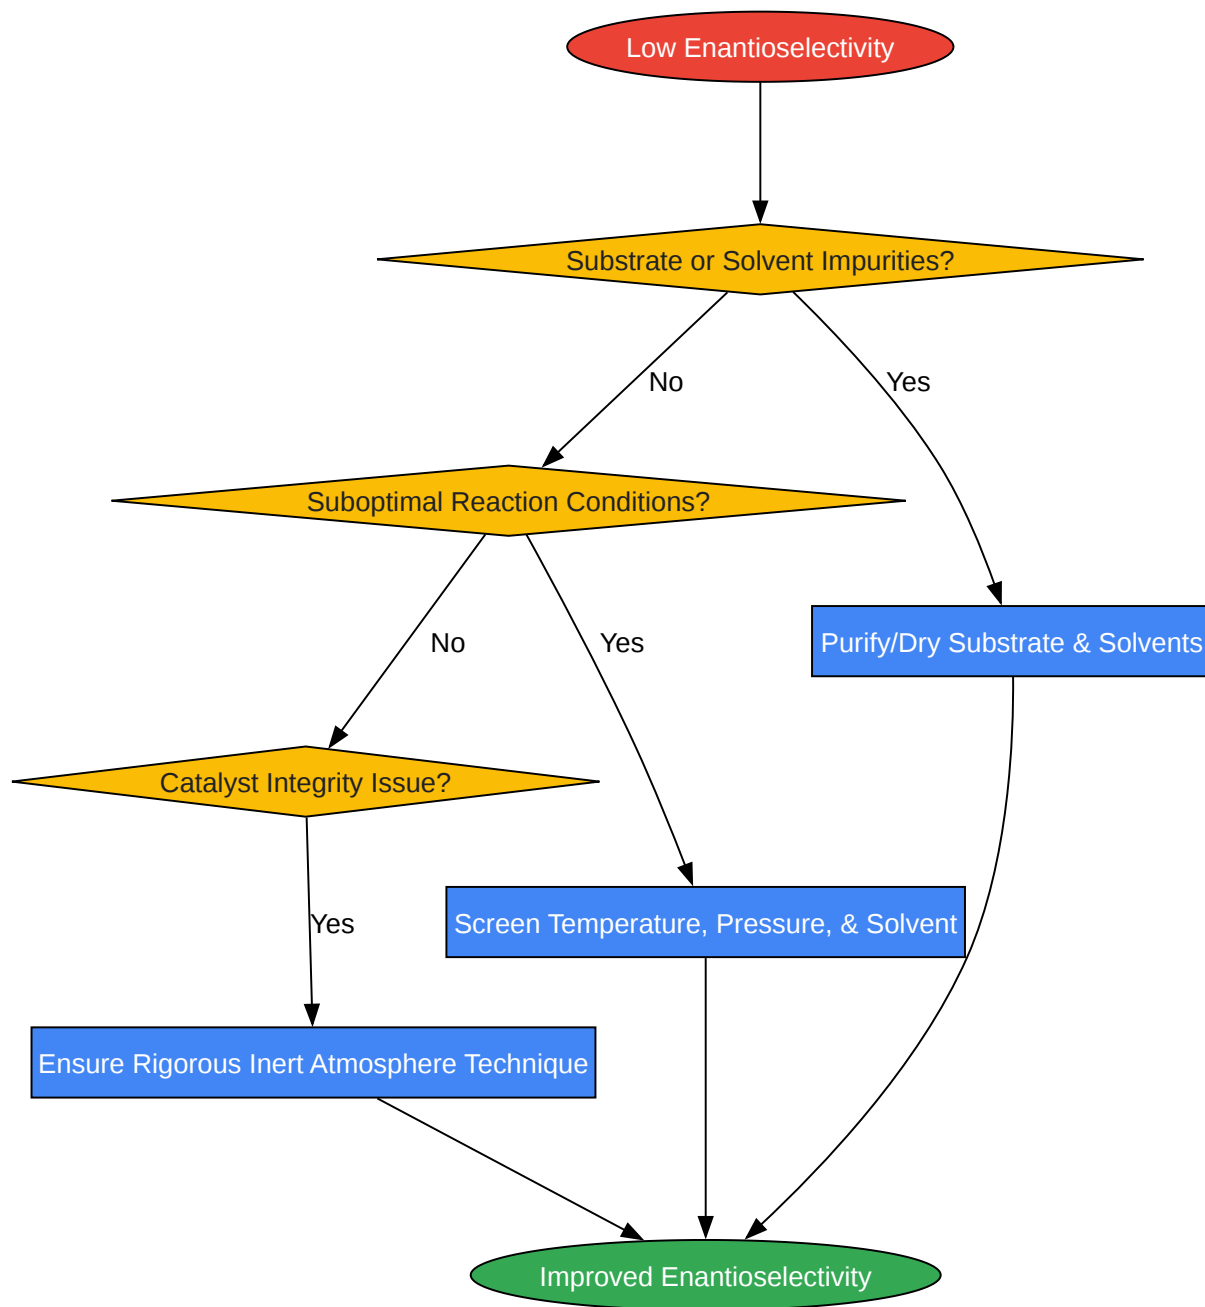 Low Enantioselectivity
Substrate or Solvent Impurities?
No
Yes
Suboptimal Reaction Conditions?
No
Yes
Purify/Dry Substrate & Solvents
Catalyst Integrity Issue?
Yes
Screen Temperature, Pressure, & Solvent
Ensure Rigorous Inert Atmosphere Technique
Improved Enantioselectivity